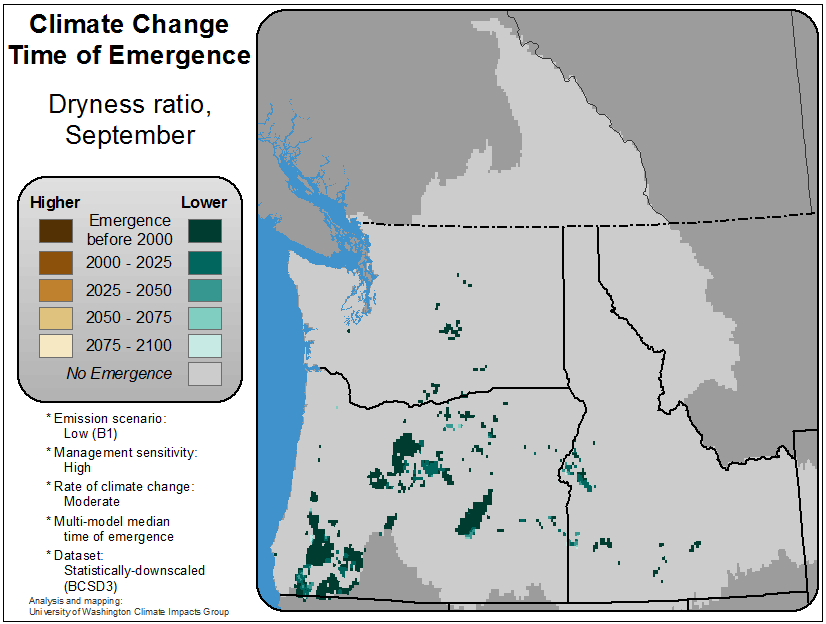 Climate Change
Time of Emergence
Dryness ratio,
September
Higher Lower
Emergence
before 2000
2000 - 2025
2025 - 2050
2050 - 2075
2075 - 2100
No Emergence
* Emission scenario:
Low (B1)
* Management sensitivity:
High
* Rate of climate change:
Moderate
* Multi-model median
time of emergence
* Dataset:
Statistically-downscaled
(BCSD3)
Analysis and mapping:
University of Washington Climate Impacts Group